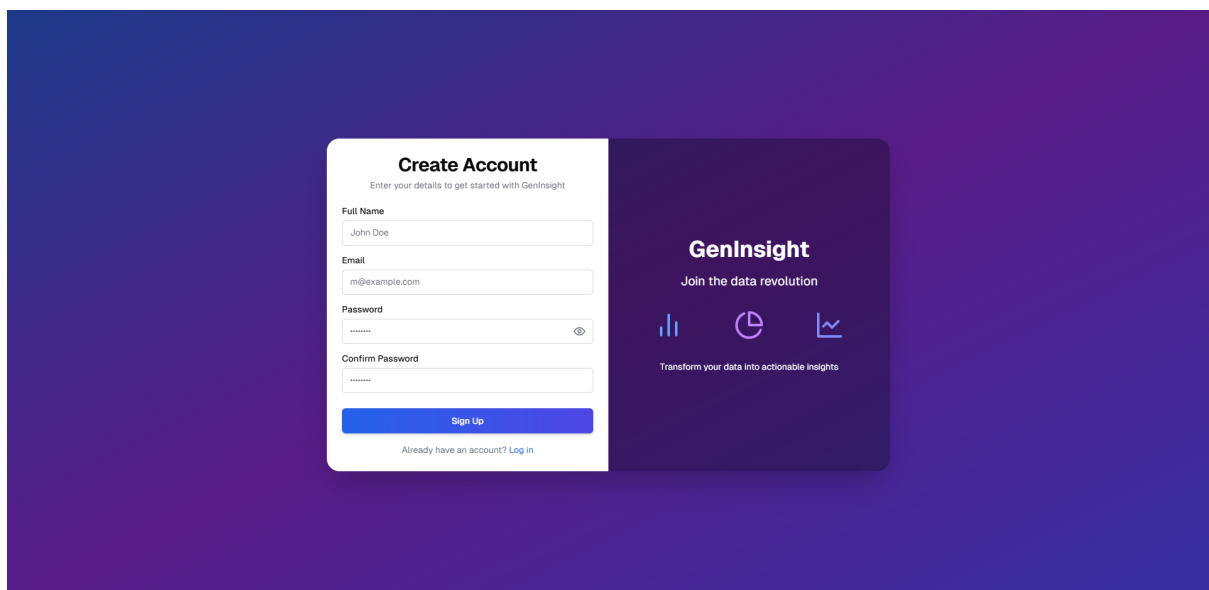 Create Account
Enter your details to get started with GenInsight
Full Name
John Doe
Email
m@example.com
Password
••••••••
Confirm Password
••••••••
Sign Up
Already have an account? Log in
GenInsight
Join the data revolution
Transform your data into actionable insights